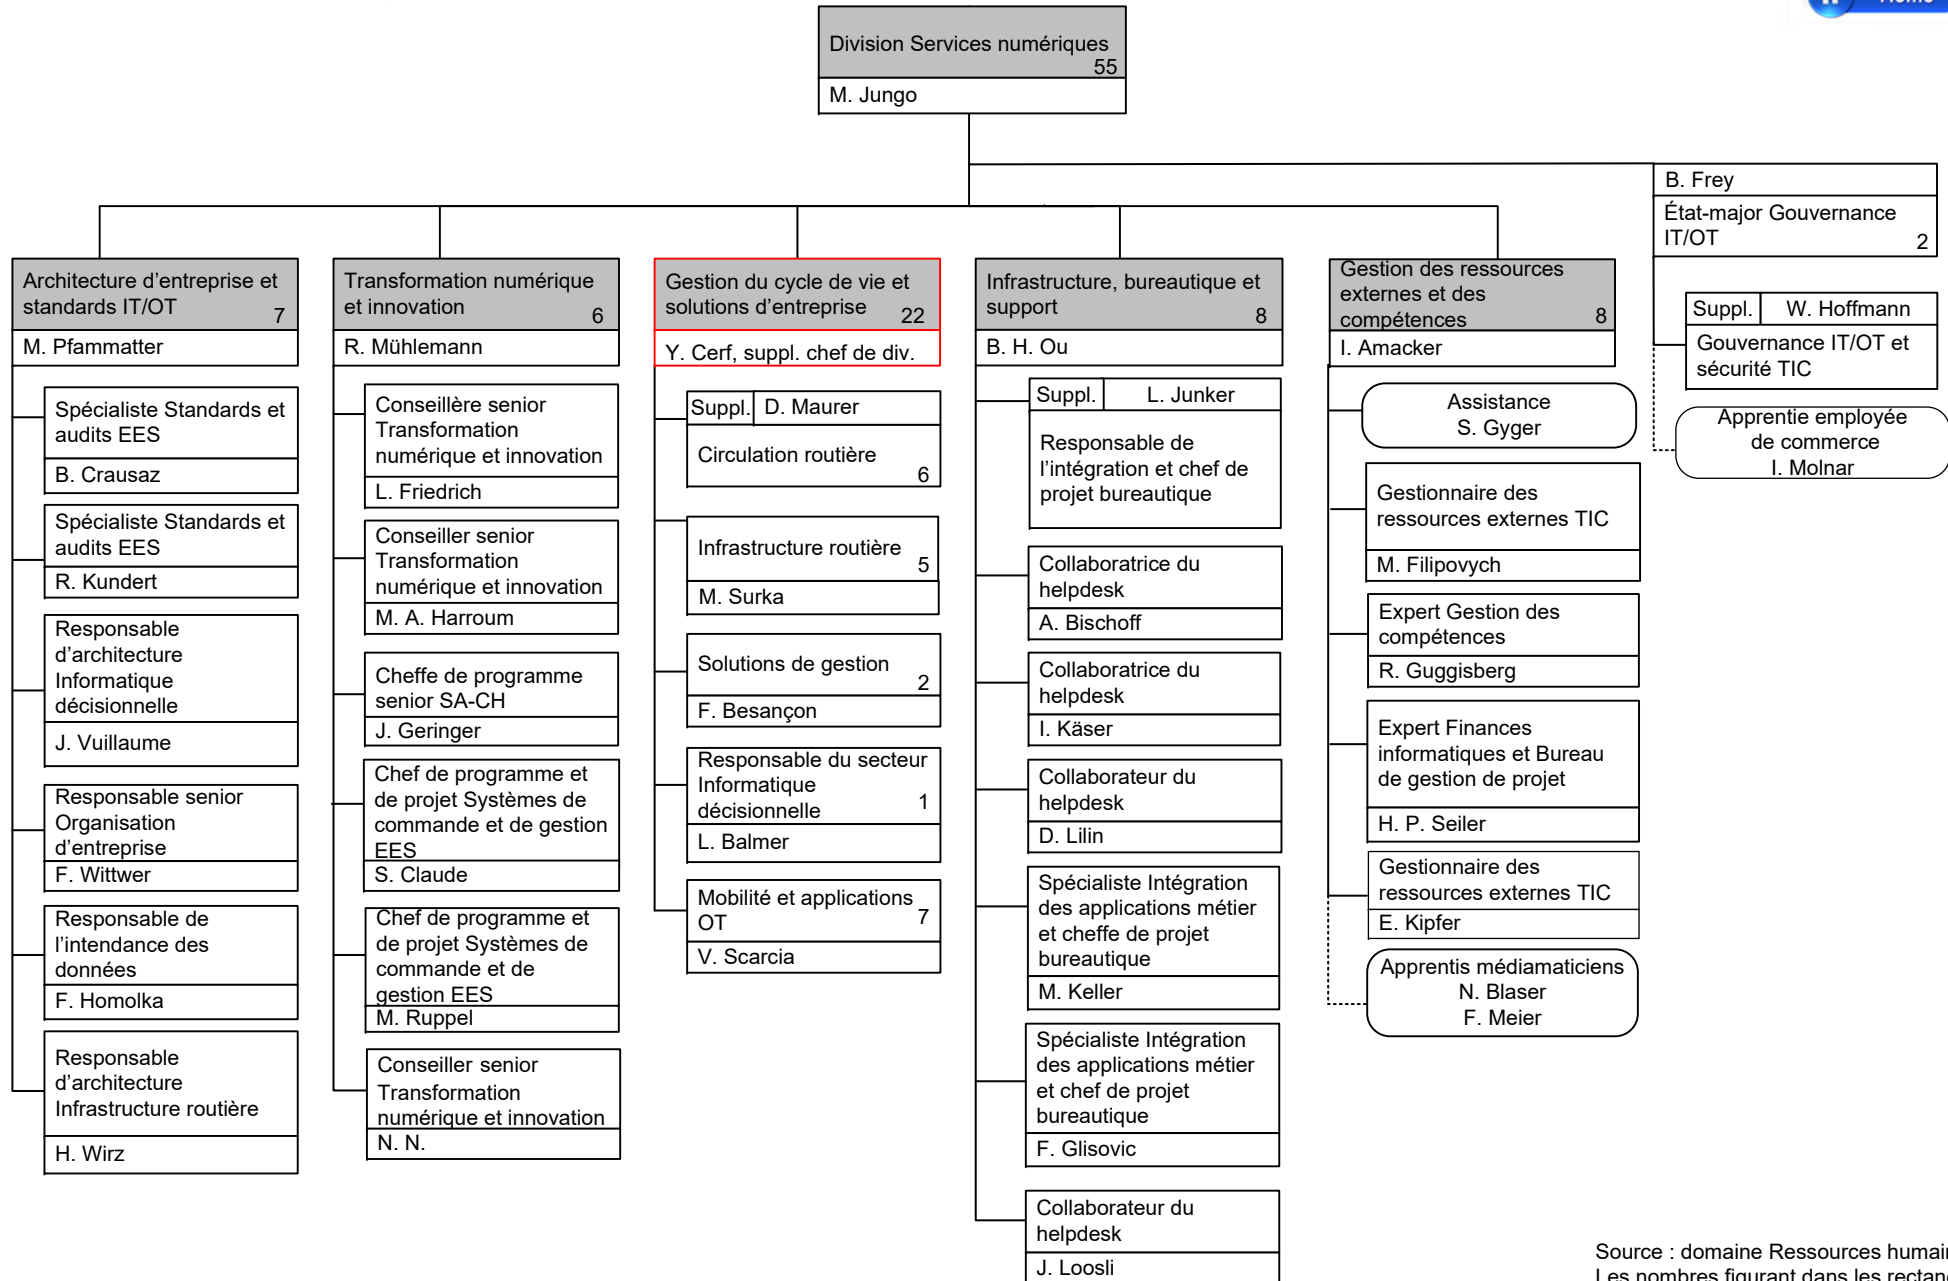 Home
Division Services numériques
55
M. Jungo
B. Frey
État-major Gouvernance
IT/OT
2
Suppl.
W. Hoffmann
Gouvernance IT/OT et
sécurité TIC
Apprentie employée
de commerce
I. Molnar
Architecture d’entreprise et
standards IT/OT
7
M. Pfammatter
Spécialiste Standards et
audits EES
B. Crausaz
Spécialiste Standards et
audits EES
R. Kundert
Responsable
d’architecture
Informatique
décisionnelle
J. Vuillaume
Responsable senior
Organisation
d’entreprise
F. Wittwer
Responsable de
l’intendance des
données
F. Homolka
Responsable
d’architecture
Infrastructure routière
H. Wirz
Transformation numérique
et innovation
6
R. Mühlemann
Conseillère senior
Transformation
numérique et innovation
L. Friedrich
Conseiller senior
Transformation
numérique et innovation
M. A. Harroum
Cheffe de programme
senior SA-CH
J. Geringer
Chef de programme et
de projet Systèmes de
commande et de gestion
EES
S. Claude
Chef de programme et
de projet Systèmes de
commande et de
gestion EES
M. Ruppel
Conseiller senior
Transformation
numérique et innovation
N. N.
Gestion du cycle de vie et
solutions d’entreprise
22
Y. Cerf, suppl. chef de div.
Suppl.
D. Maurer
Circulation routière
6
Infrastructure routière
5
M. Surka
Solutions de gestion
2
F. Besançon
Responsable du secteur
Informatique
décisionnelle
1
L. Balmer
Mobilité et applications
OT
7
V. Scarcia
Infrastructure, bureautique et
support
8
B. H. Ou
Suppl.
L. Junker
Responsable de
l’intégration et chef de
projet bureautique
Collaboratrice du
helpdesk
A. Bischoff
Collaboratrice du
helpdesk
I. Käser
Collaborateur du
helpdesk
D. Lilin
Spécialiste Intégration
des applications métier
et cheffe de projet
bureautique
M. Keller
Spécialiste Intégration
des applications métier
et chef de projet
bureautique
F. Glisovic
Collaborateur du
helpdesk
J. Loosli
Gestion des ressources
externes et des
compétences
8
I. Amacker
Assistance
S. Gyger
Gestionnaire des
ressources externes TIC
M. Filipovych
Expert Gestion des
compétences
R. Guggisberg
Expert Finances
informatiques et Bureau
de gestion de projet
H. P. Seiler
Gestionnaire des
ressources externes TIC
E. Kipfer
Apprentis médiamaticiens
N. Blaser
F. Meier
Source : domaine Ressources humain
Les nombres figurant dans les rectang